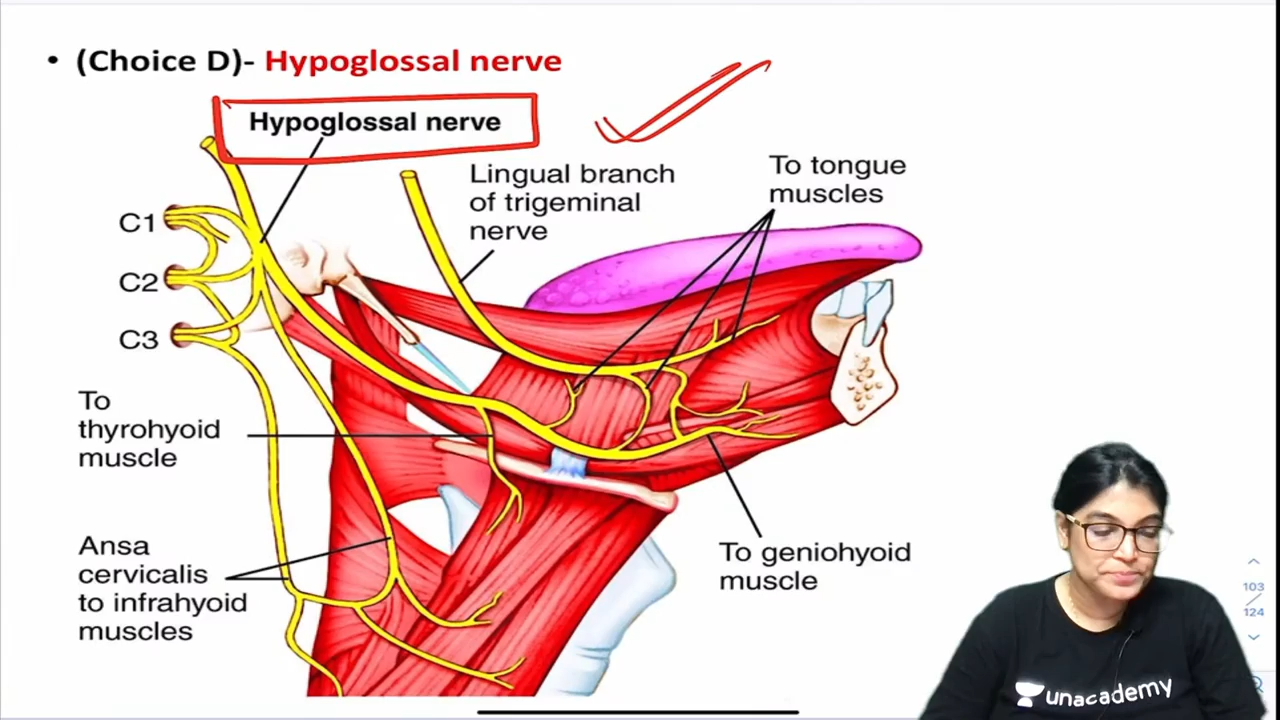 • (Choice D)- Hypoglossal nerve
Hypoglossal nerve
Lingual branch
of trigeminal
nerve
To tongue
muscles
C1
C2
C3
To
thyrohyoid
muscle
Ansa
cervicalis
to infrahyoid
muscles
To geniohyoid
muscle
103
124
unacademy